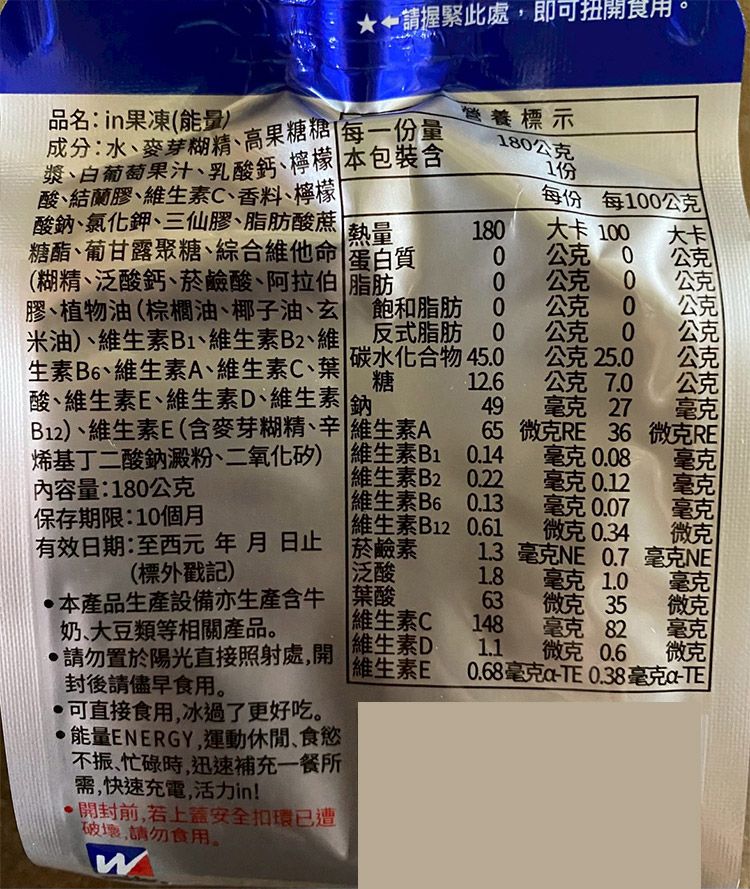 ★←請握緊此處，即可扭開食用。
品名：in果凍(能量)
成分：水、麥芽糊精、高果糖糖
漿、白葡萄果汁、乳酸鈣、檸檬
酸、結蘭膠、維生素C、香料、檸檬
酸鈉、氯化鉀、三仙膠、脂肪酸蔗
糖酯、葡甘露聚糖、綜合維他命
(糊精、泛酸鈣、菸鹼酸、阿拉伯
膠、植物油(棕櫚油、椰子油、玄
米油)、維生素B1、維生素B2、維
生素B6、維生素A、維生素C、葉
酸、維生素E、維生素D、維生素
B12)、維生素E(含麥芽糊精、辛
烯基丁二酸鈉澱粉、二氧化矽)
內容量：180公克
保存期限：10個月
有效日期：至西元 年 月 日止
(標外戳記)
•本產品生產設備亦生產含牛
奶、大豆類等相關產品。
•請勿置於陽光直接照射處,開
封後請儘早食用。
•可直接食用,冰過了更好吃。
•能量ENERGY,運動休閒、食慾
不振、忙碌時,迅速補充一餐所
需,快速充電,活力in!
•開封前,若上蓋安全扣環已遭
破壞,請勿食用。
W
營養標示
每一份量 180公克
本包裝含 1份
每份 每100公克
熱量 180 大卡 100 大卡
蛋白質 0 公克 0 公克
脂肪 0 公克 0 公克
飽和脂肪 0 公克 0 公克
反式脂肪 0 公克 0 公克
碳水化合物 45.0 公克 25.0 公克
糖 12.6 公克 7.0 公克
鈉 49 毫克 27 毫克
維生素A 65 微克RE 36 微克RE
維生素B1 0.14 毫克 0.08 毫克
維生素B2 0.22 毫克 0.12 毫克
維生素B6 0.13 毫克 0.07 毫克
維生素B12 0.61 微克 0.34 微克
菸鹼素 1.3 毫克NE 0.7 毫克NE
泛酸 1.8 毫克 1.0 毫克
葉酸 63 微克 35 微克
維生素C 148 毫克 82 毫克
維生素D 1.1 微克 0.6 微克
維生素E 0.68 毫克α-TE 0.38 毫克α-TE